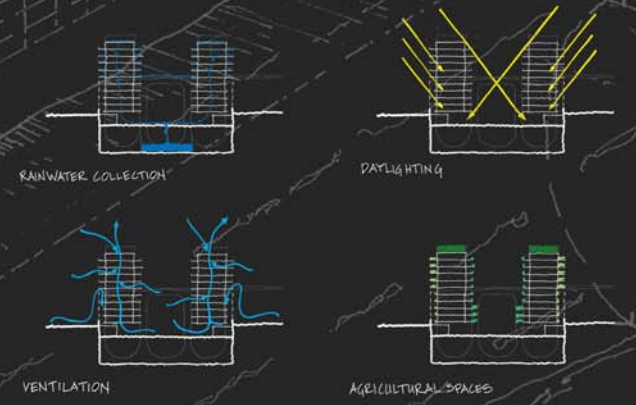 RAINWATER COLLECTION
DAYLIGHTING
VENTILATION
AGRICULTURAL SPACES